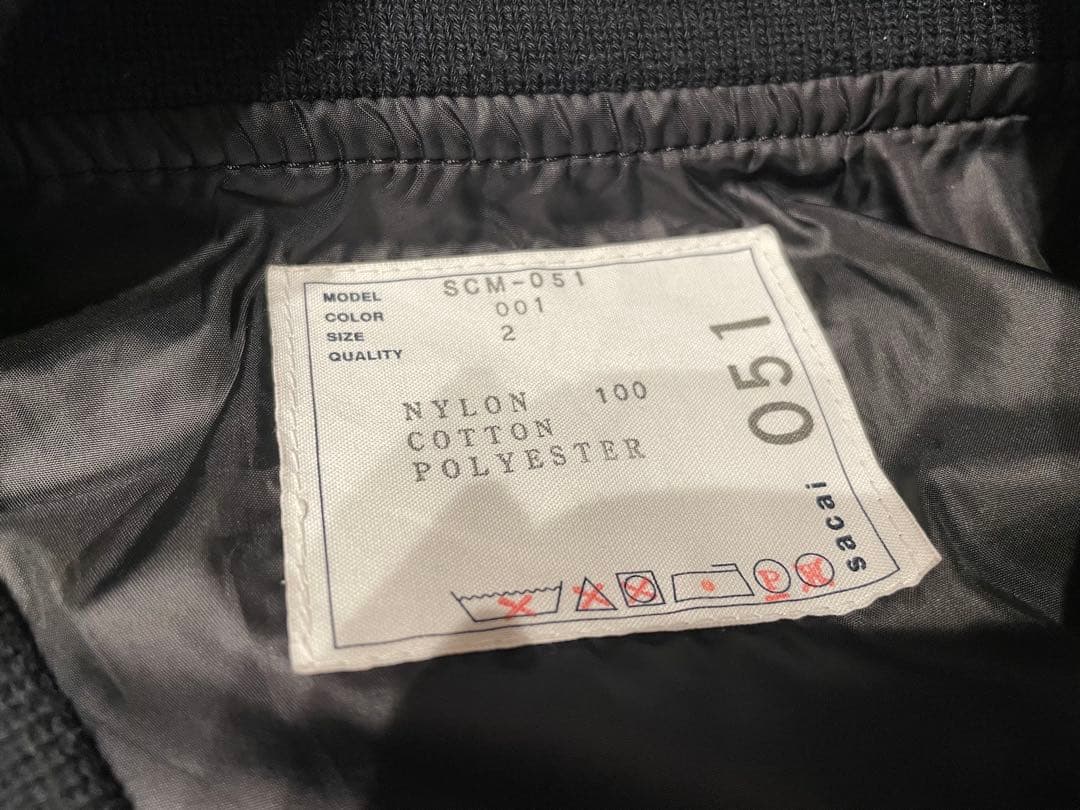 MODEL SCM-051
COLOR 001
SIZE 2
QUALITY
NYLON 100
COTTON
POLYESTER
051
sacai
P
W